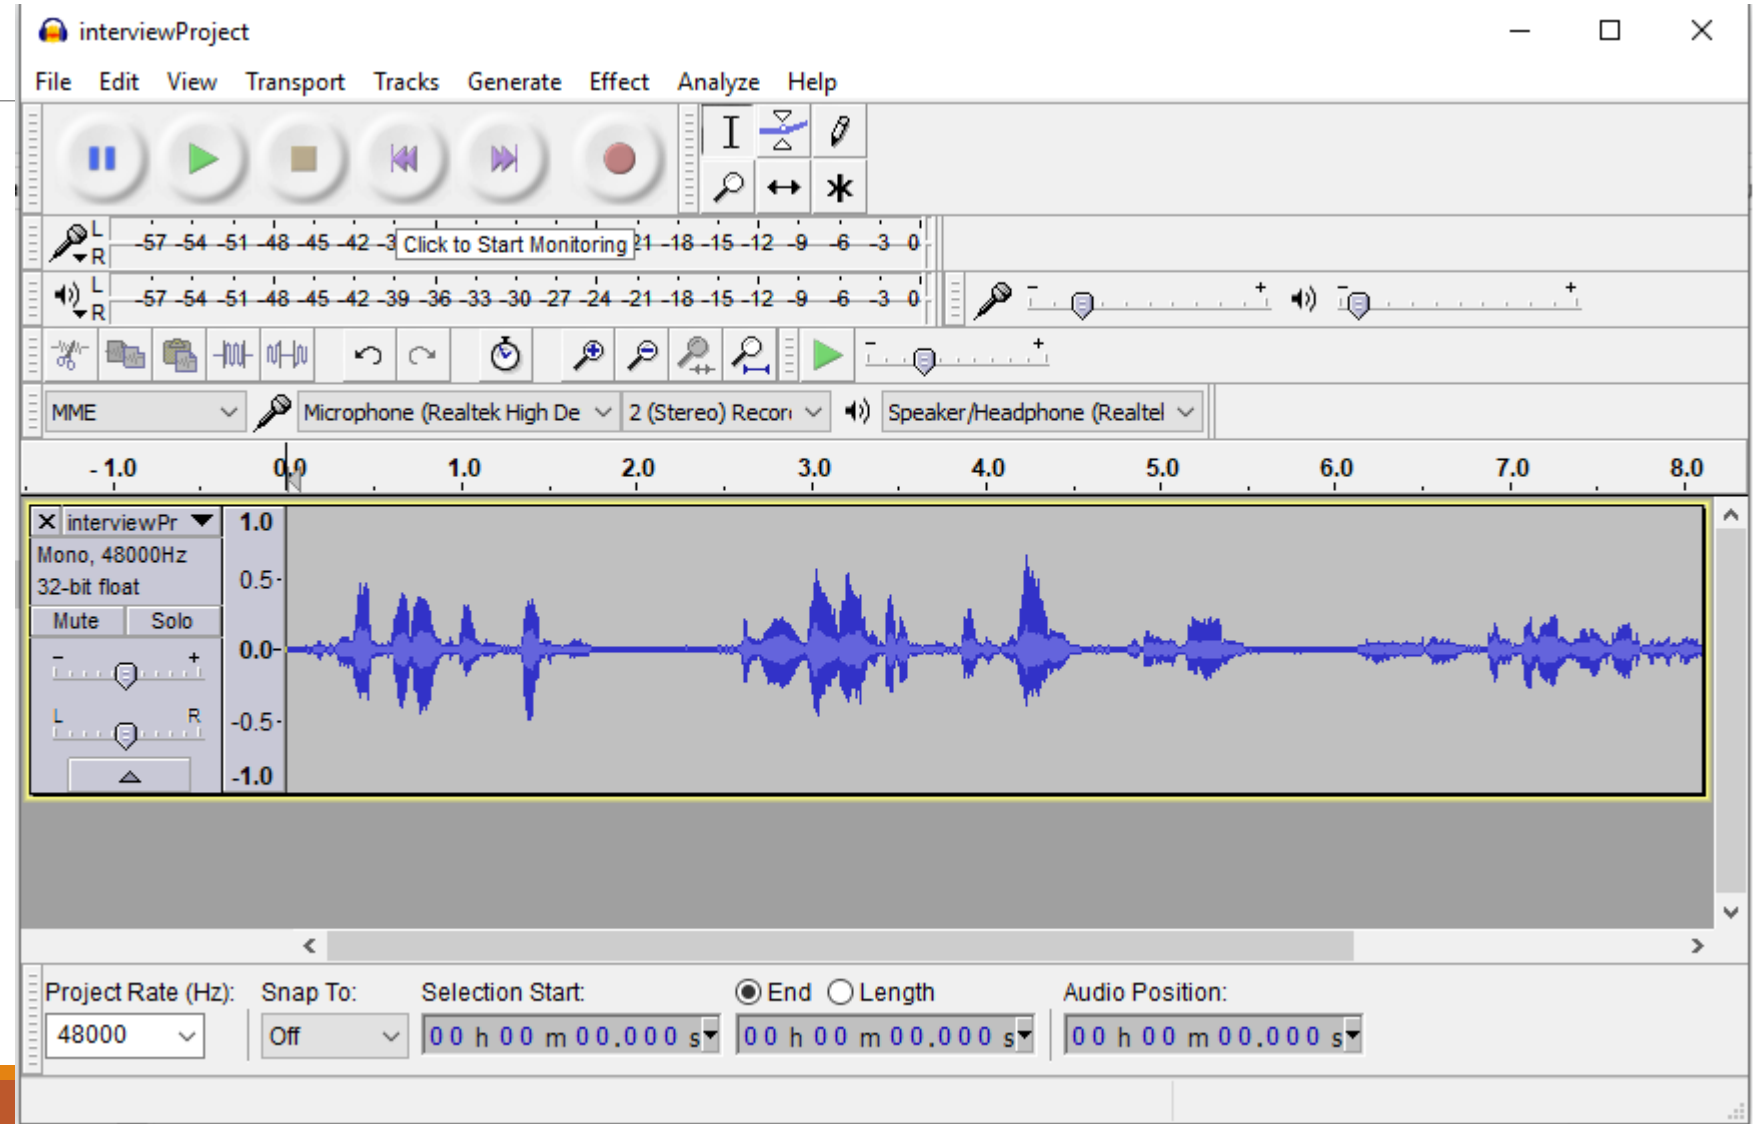 interviewProject
File Edit View Transport Tracks Generate Effect Analyze Help
L
R
-57 -54 -51 -48 -45 -42 -3 Click to Start Monitoring 21 -18 -15 -12 -9 -6 -3 0
L
R
-57 -54 -51 -48 -45 -42 -39 -36 -33 -30 -27 -24 -21 -18 -15 -12 -9 -6 -3 0
- + - +
- +
MME Microphone (Realtek High De 2 (Stereo) Recor Speaker/Headphone (Realtel
-1.0 0.0 1.0 2.0 3.0 4.0 5.0 6.0 7.0 8.0
X interviewPr
Mono, 48000Hz
32-bit float
Mute Solo
- +
L R
1.0
0.5-
0.0-
-0.5-
-1.0
Project Rate (Hz): Snap To: Selection Start: End Length Audio Position:
48000 Off 00 h 00 m 00.000 s 00 h 00 m 00.000 s 00 h 00 m 00.000 s